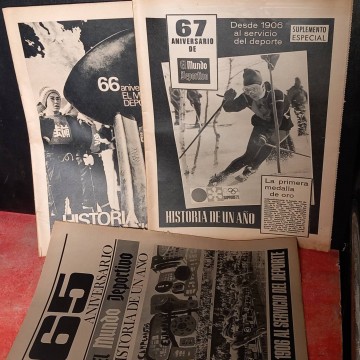 66
anive
EL M
DEPO
HISTORIA
67
ANIVERSARIO
DE
El Mundo
Deportivo
Desde 1906
al servicio
del deporte
SUPLEMENTO
ESPECIAL
La primera
medalla
de oro
HISTORIA DE UN AÑO
65
ANIVERSARIO
El Mundo Deportivo
HISTORIA DE UN AÑO
1906 AL SERVICIO DEL DEPORTE